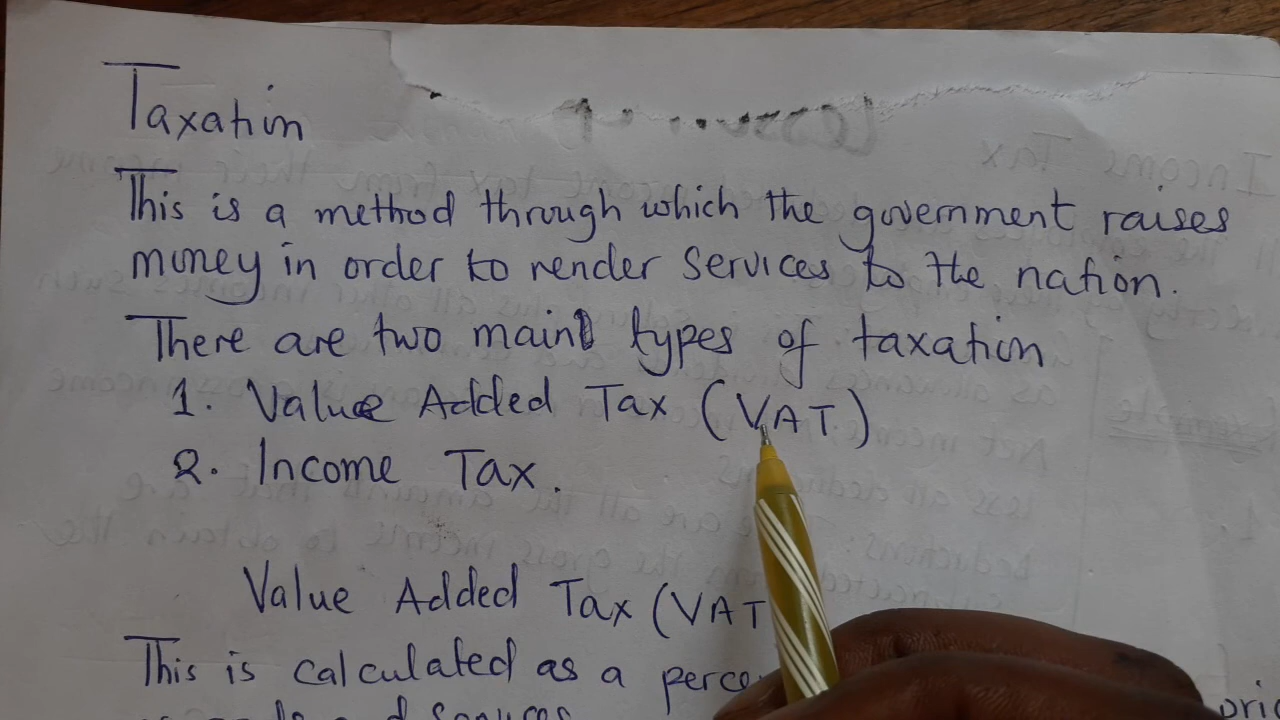 Taxation
This is a method through which the government raises
money in order to render services to the nation.
There are two main types of taxation
1. Value Added Tax (VAT)
2. Income Tax.
Value Added Tax (VAT
This is calculated as a
and services